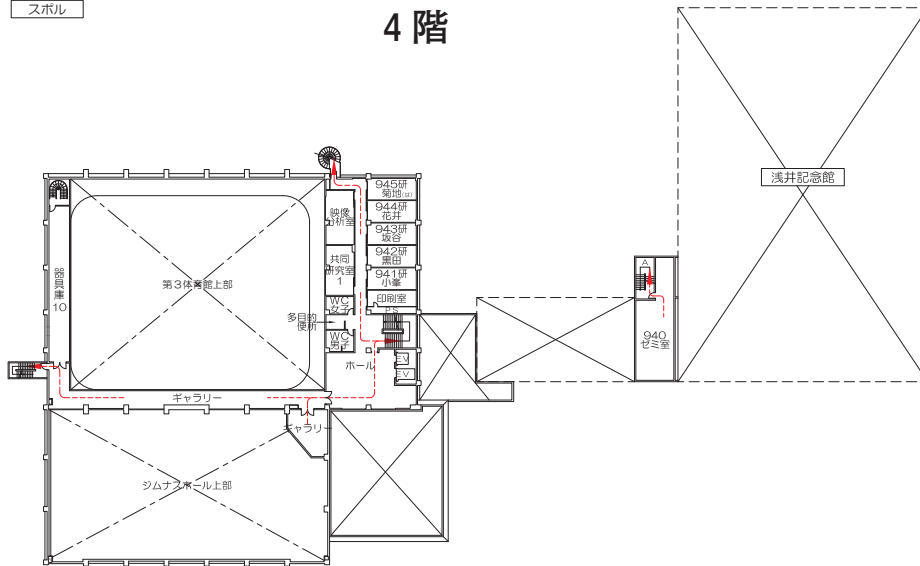 スポル
4 階
浅井記念館
945研
菊地(は)
944研
花井
943研
坂谷
942研
黒田
941研
小峯
印刷室
P S
映像
分析室
共同
研究室
1
WC
女子
多目的
便所
WC
男子
ホール
EV
EV
器具庫
10
第3体育館上部
ギャラリー
ギャラリー
ジムナスホール上部
A
940
ゼミ室